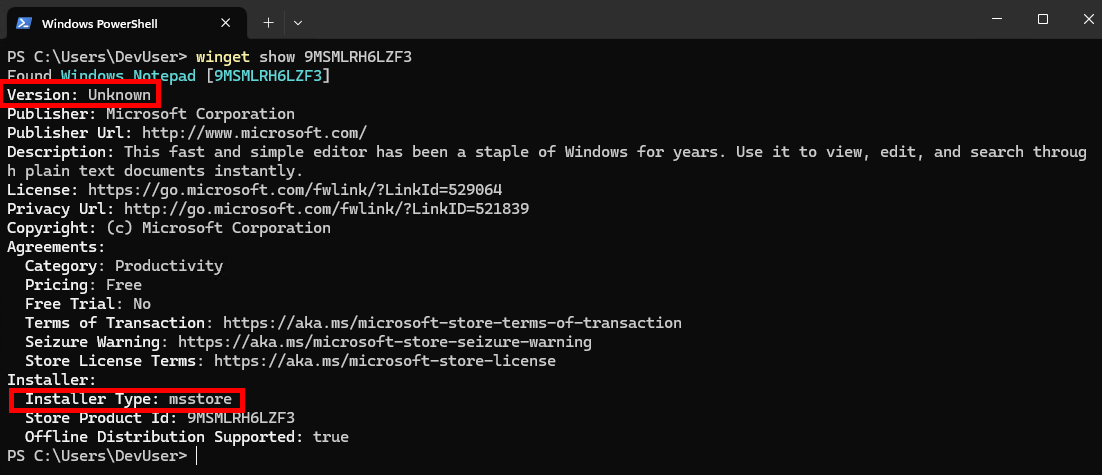 Windows PowerShell
PS C:\Users\DevUser> winget show 9MSMLRH6LZF3
Found Windows Notepad [9MSMLRH6LZF3]
Version: Unknown
Publisher: Microsoft Corporation
Publisher Url: http://www.microsoft.com/
Description: This fast and simple editor has been a staple of Windows for years. Use it to view, edit, and search throug
h plain text documents instantly.
License: https://go.microsoft.com/fwlink/?LinkId=529064
Privacy Url: http://go.microsoft.com/fwlink/?LinkID=521839
Copyright: (c) Microsoft Corporation
Agreements:
  Category: Productivity
  Pricing: Free
  Free Trial: No
  Terms of Transaction: https://aka.ms/microsoft-store-terms-of-transaction
  Seizure Warning: https://aka.ms/microsoft-store-seizure-warning
  Store License Terms: https://aka.ms/microsoft-store-license
Installer:
  Installer Type: msstore
  Store Product Id: 9MSMLRH6LZF3
  Offline Distribution Supported: true
PS C:\Users\DevUser>